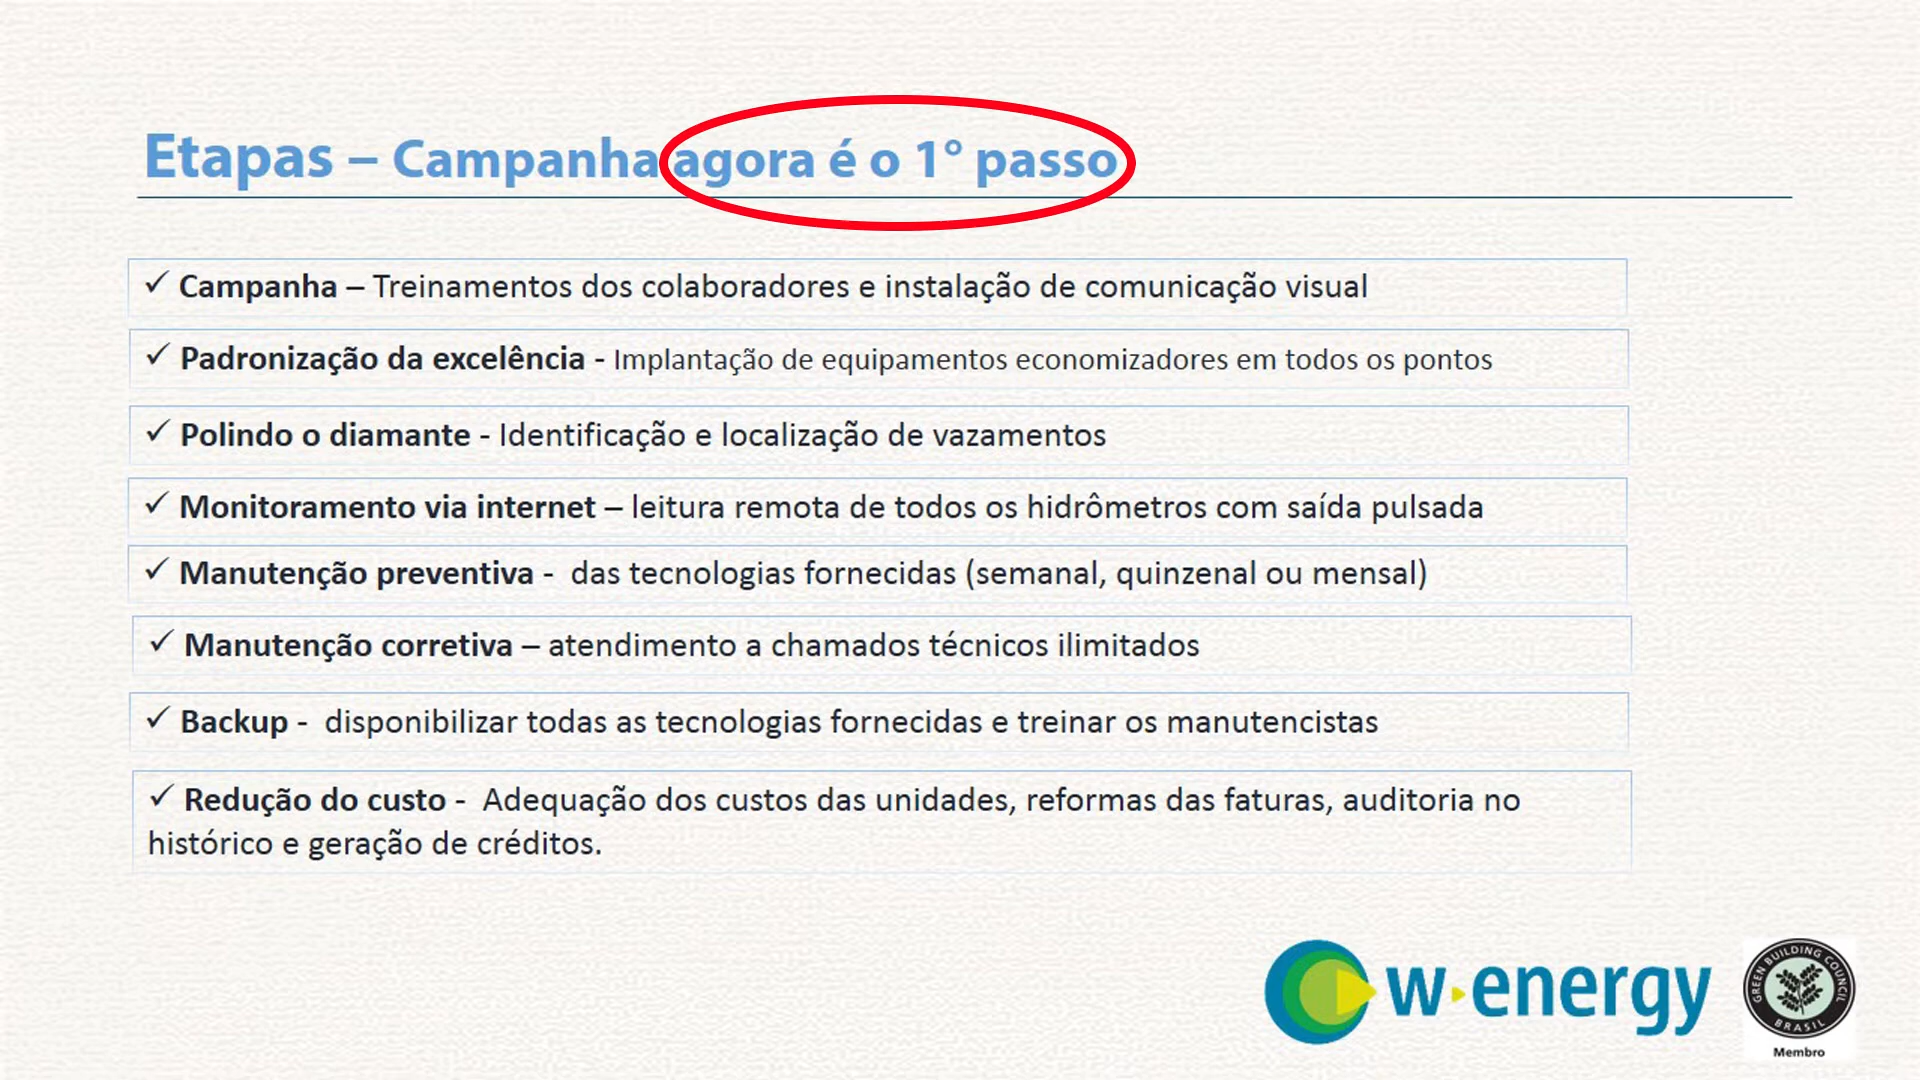 Etapas – Campanha agora é o 1° passo
✓ Campanha – Treinamentos dos colaboradores e instalação de comunicação visual
✓ Padronização da excelência - Implantação de equipamentos economizadores em todos os pontos
✓ Polindo o diamante - Identificação e localização de vazamentos
✓ Monitoramento via internet – leitura remota de todos os hidrômetros com saída pulsada
✓ Manutenção preventiva - das tecnologias fornecidas (semanal, quinzenal ou mensal)
✓ Manutenção corretiva – atendimento a chamados técnicos ilimitados
✓ Backup - disponibilizar todas as tecnologias fornecidas e treinar os manutencistas
✓ Redução do custo - Adequação dos custos das unidades, reformas das faturas, auditoria no
histórico e geração de créditos.
w energy
GREEN BUILDING COUNCIL
BRASIL
Membro